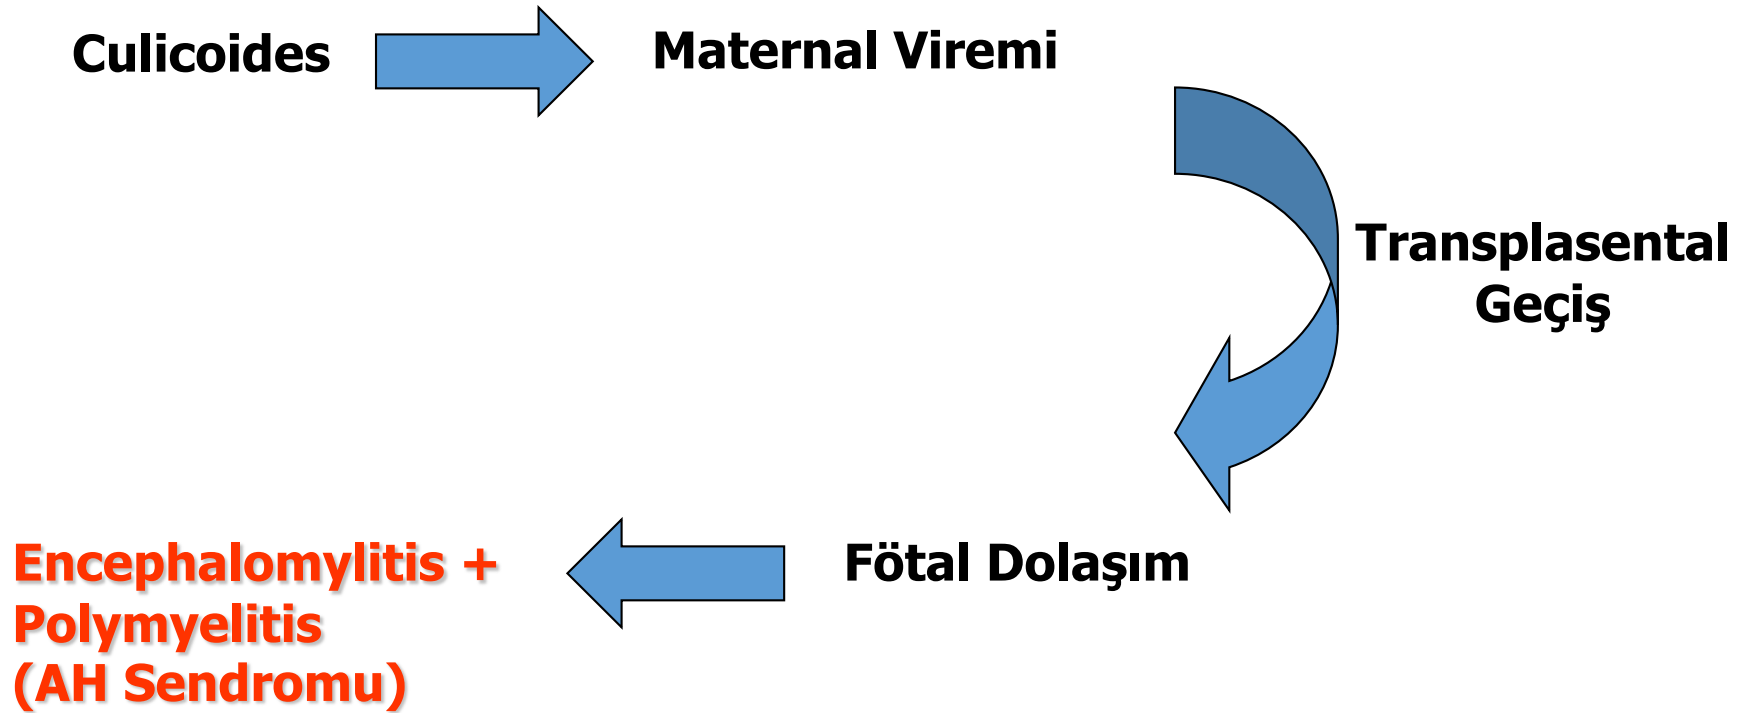 Culicoides
Maternal Viremi
Transplasental
Geçiş
Fötal Dolaşım
Encephalomylitis +
Polymyelitis
(AH Sendromu)